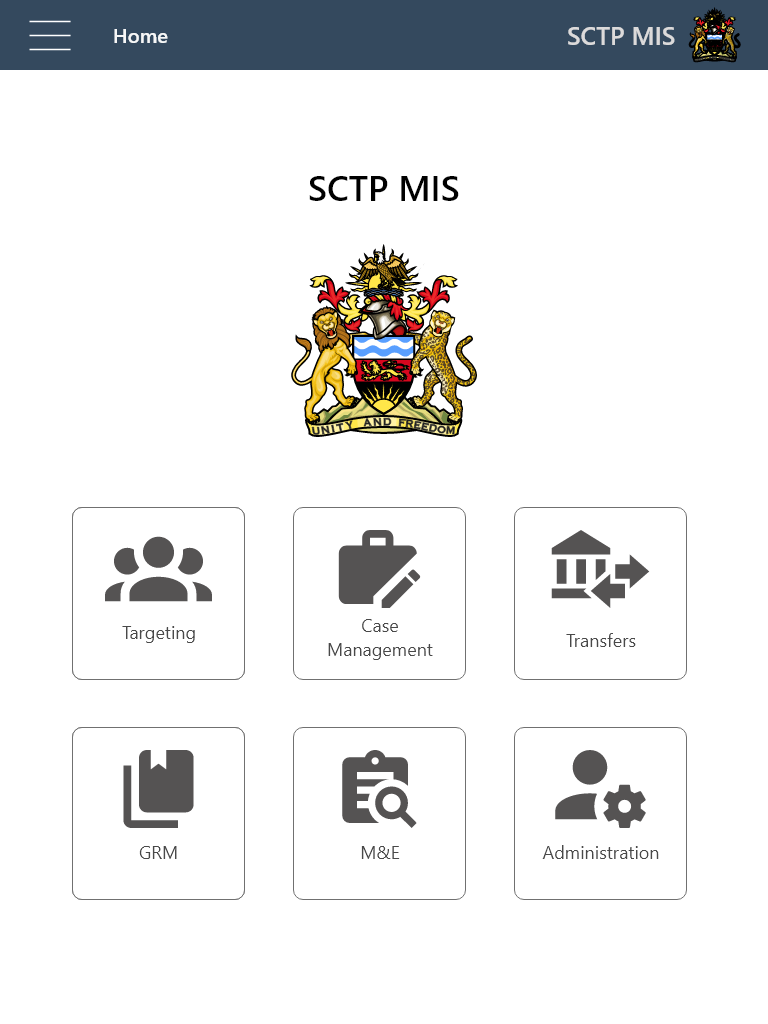 Home
SCTP MIS
SCTP MIS
UNITY AND FREEDOM
Targeting
Case
Management
Transfers
GRM
M&E
Administration